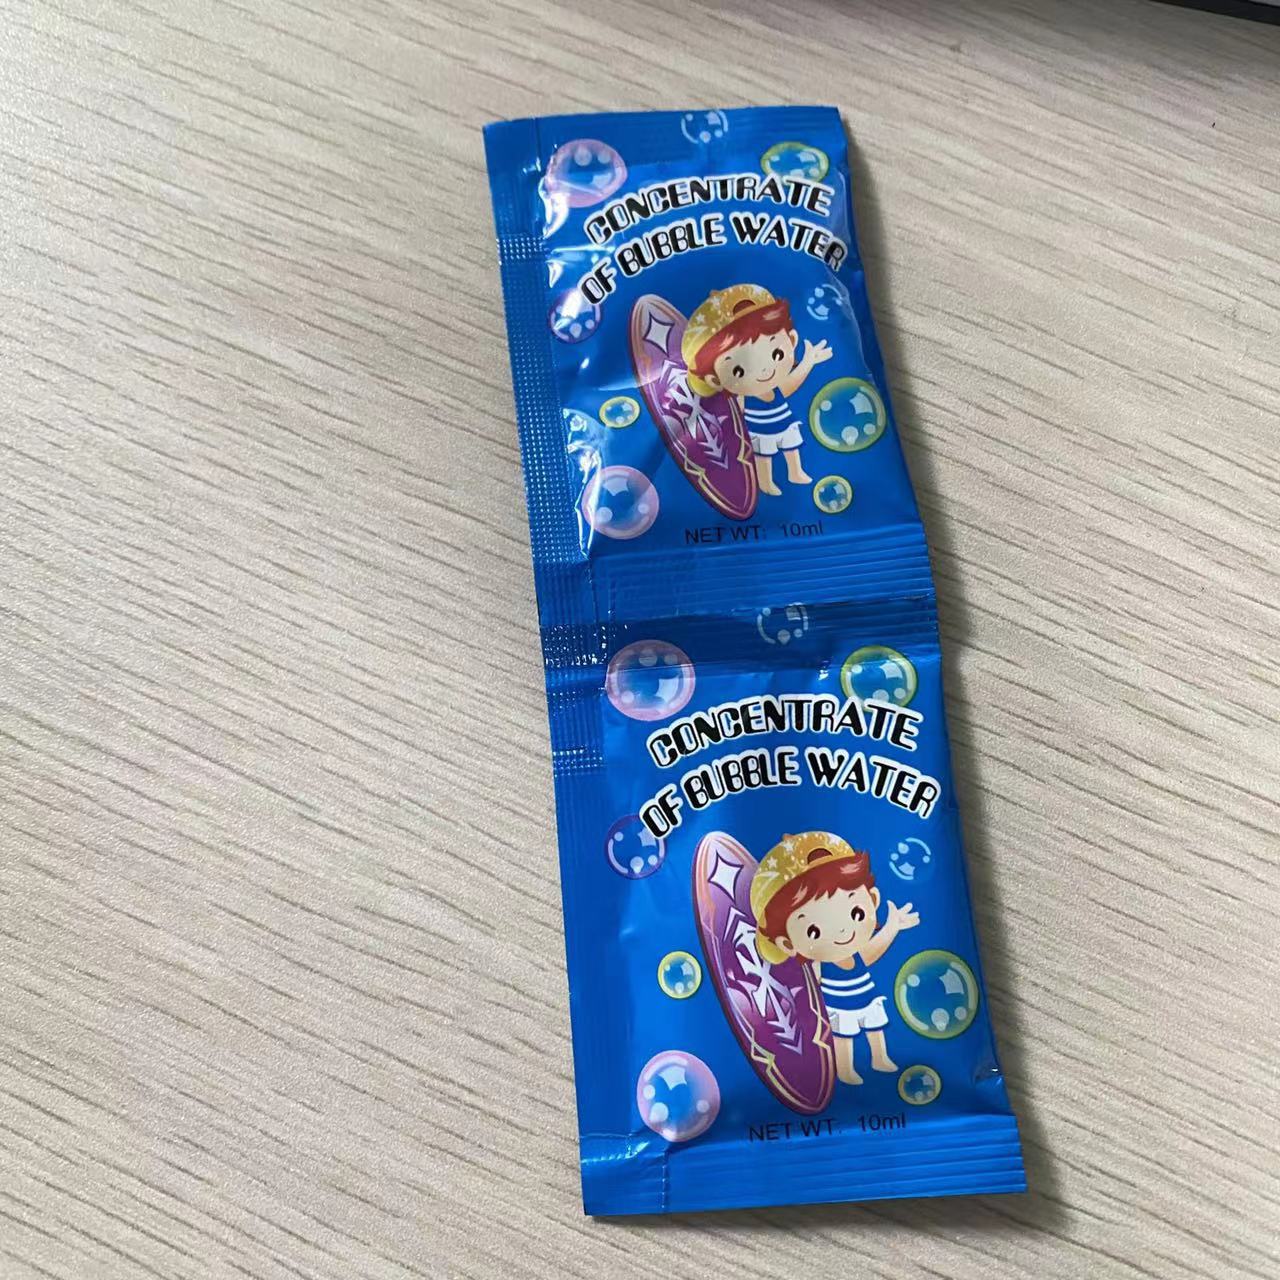 CONCENTRATE
OF BUBBLE WATER
NET WT: 10ml
CONCENTRATE
OF BUBBLE WATER
NET WT: 10ml